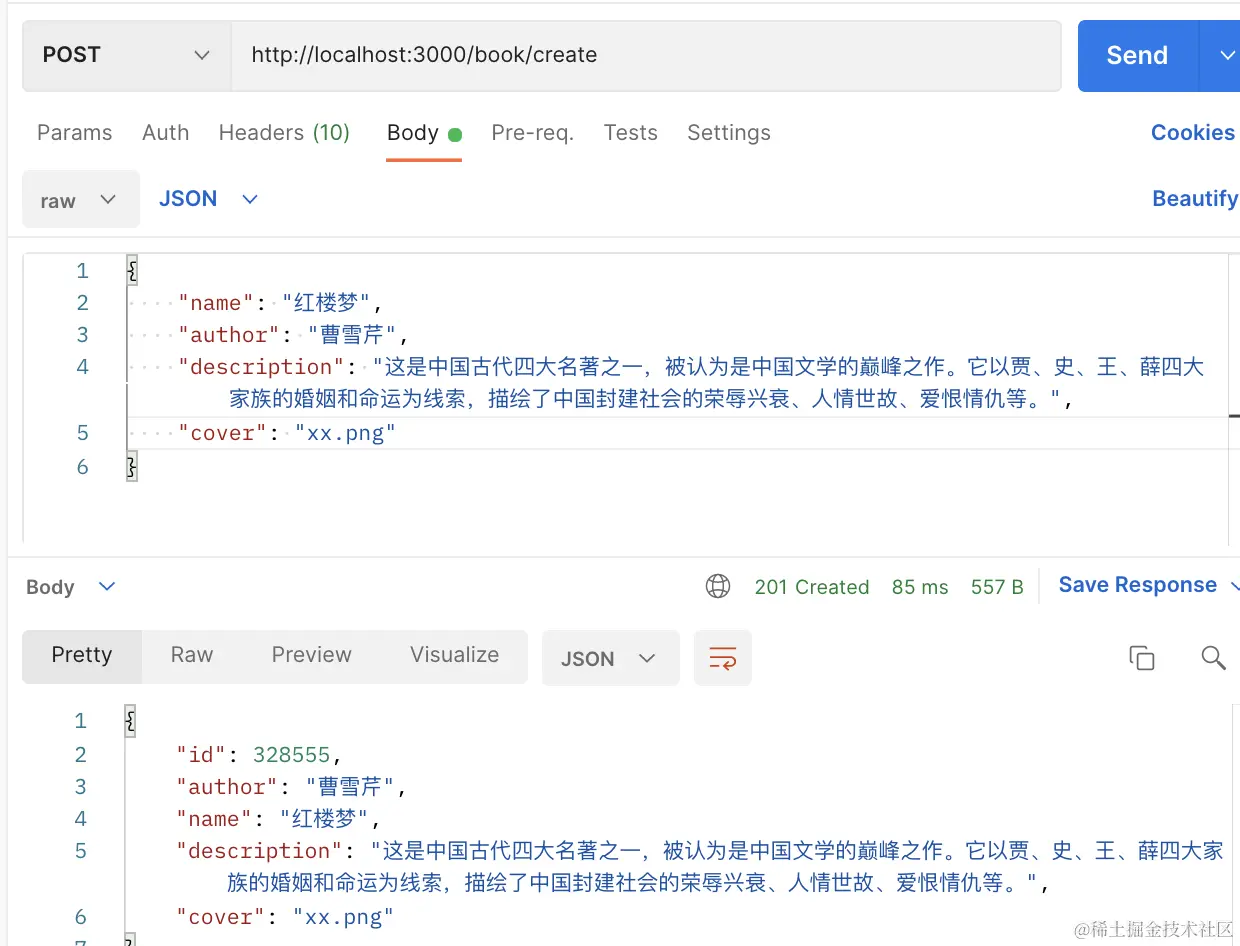 POST http://localhost:3000/book/create Send
Params Auth Headers (10) Body Pre-req. Tests Settings Cookies
raw JSON Beautify
1 {
2 "name": "红楼梦",
3 "author": "曹雪芹",
4 "description": "这是中国古代四大名著之一，被认为是中国文学的巅峰之作。它以贾、史、王、薛四大
家族的婚姻和命运为线索，描绘了中国封建社会的荣辱兴衰、人情世故、爱恨情仇等。",
5 "cover": "xx.png"
6 }
Body 201 Created 85 ms 557 B Save Response
Pretty Raw Preview Visualize JSON
1 {
2 "id": 328555,
3 "author": "曹雪芹",
4 "name": "红楼梦",
5 "description": "这是中国古代四大名著之一，被认为是中国文学的巅峰之作。它以贾、史、王、薛四大家
族的婚姻和命运为线索，描绘了中国封建社会的荣辱兴衰、人情世故、爱恨情仇等。",
6 "cover": "xx.png"
7 }
@稀土掘金技术社区